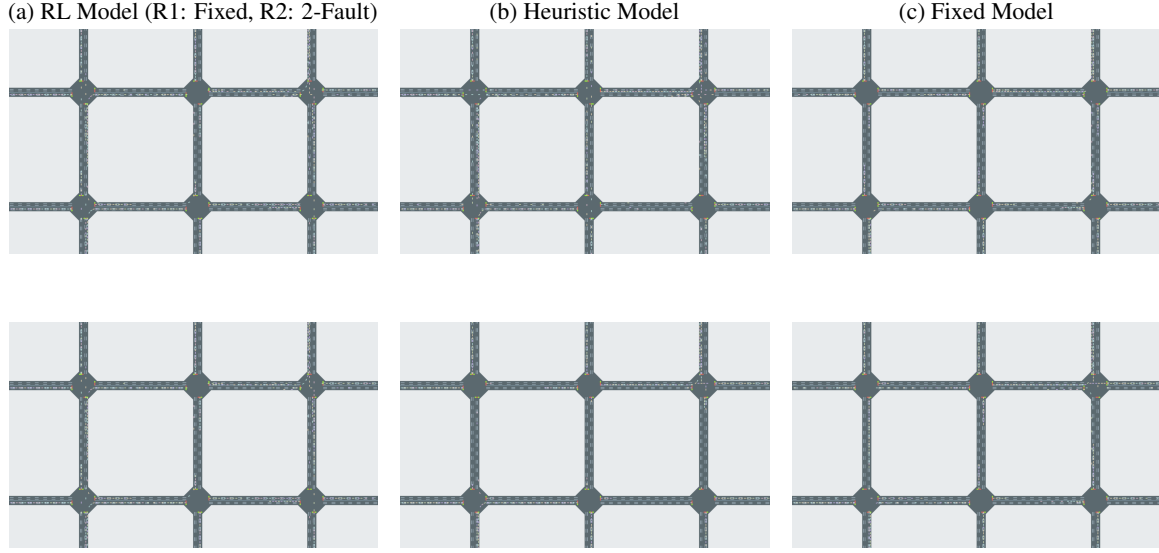 (a) RL Model (R1: Fixed, R2: 2-Fault)
(b) Heuristic Model
(c) Fixed Model